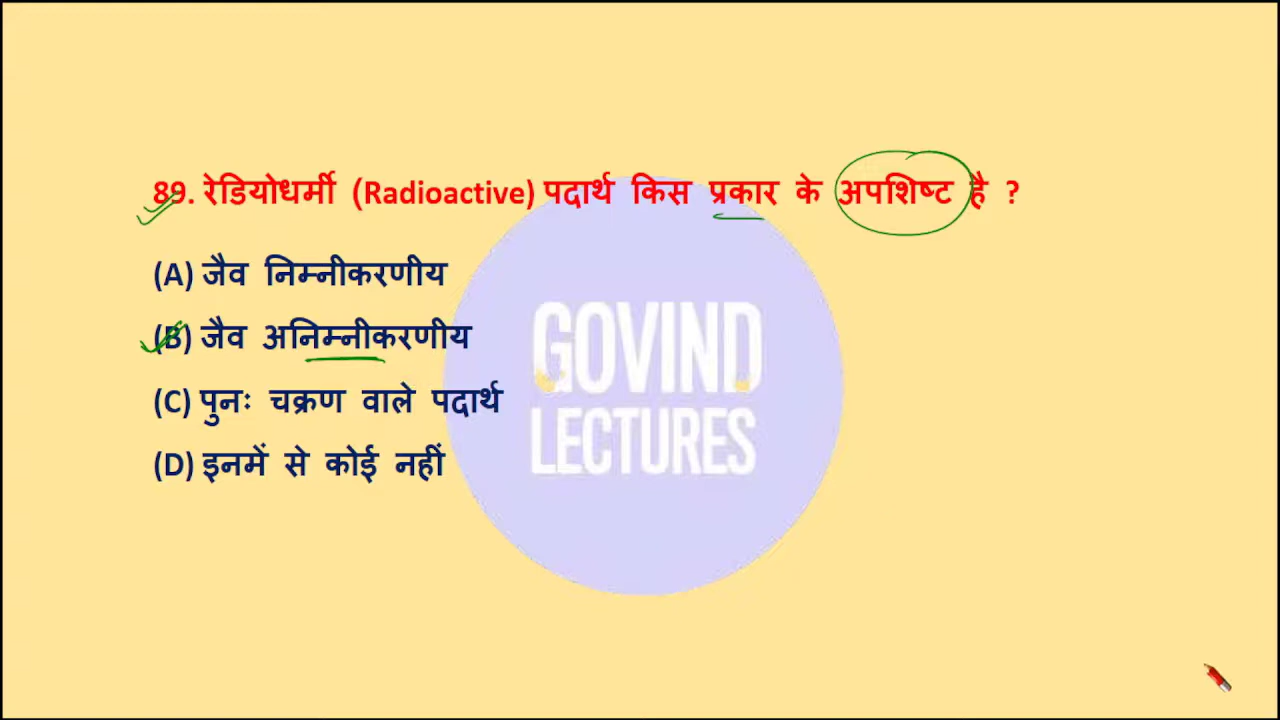 89. रेडियोधर्मी (Radioactive) पदार्थ किस प्रकार के अपशिष्ट है ?
(A) जैव निम्नीकरणीय
(B) जैव अनिम्नीकरणीय
(C) पुनः चक्रण वाले पदार्थ
(D) इनमें से कोई नहीं
GOVIND
LECTURES